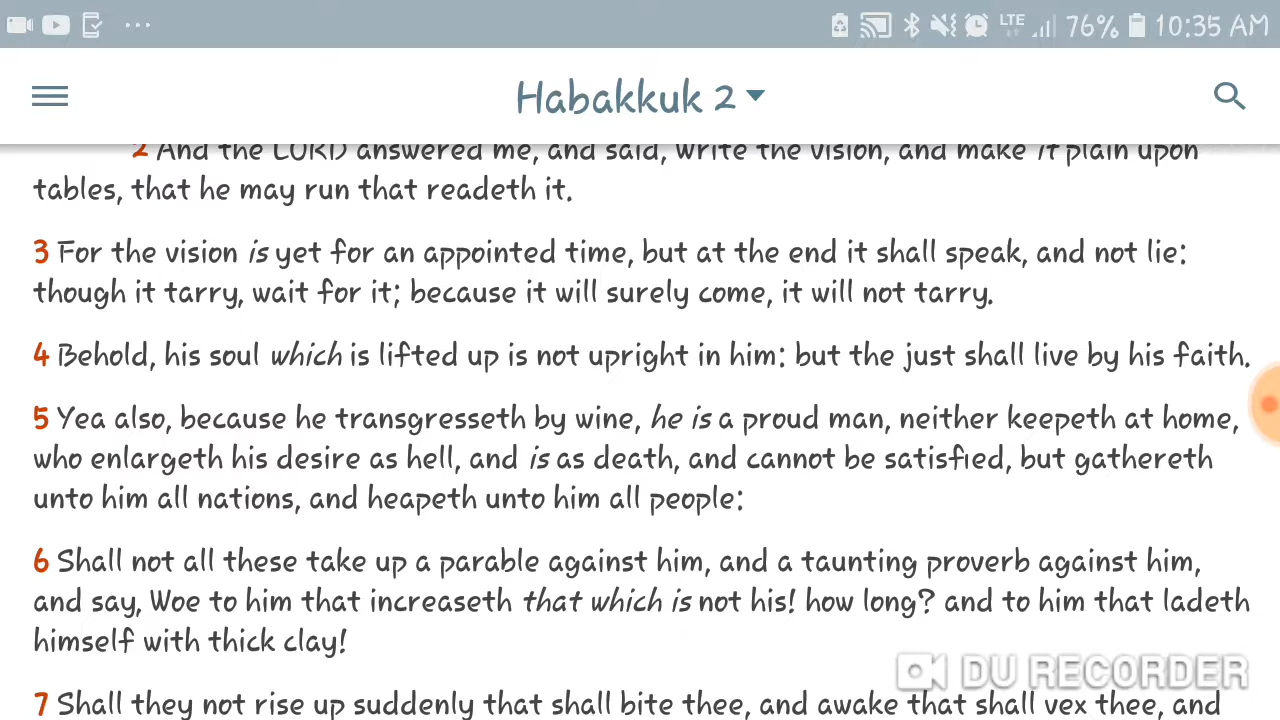 LTE 76% 10:35 AM
Habakkuk 2
2 And the LORD answered me, and said, Write the vision, and make it plain upon
tables, that he may run that readeth it.
3 For the vision is yet for an appointed time, but at the end it shall speak, and not lie:
though it tarry, wait for it; because it will surely come, it will not tarry.
4 Behold, his soul which is lifted up is not upright in him: but the just shall live by his faith.
5 Yea also, because he transgresseth by wine, he is a proud man, neither keepeth at home,
who enlargeth his desire as hell, and is as death, and cannot be satisfied, but gathereth
unto him all nations, and heapeth unto him all people:
6 Shall not all these take up a parable against him, and a taunting proverb against him,
and say, Woe to him that increaseth that which is not his! how long? and to him that ladeth
himself with thick clay!
DU RECORDER
7 Shall they not rise up suddenly that shall bite thee, and awake that shall vex thee, and